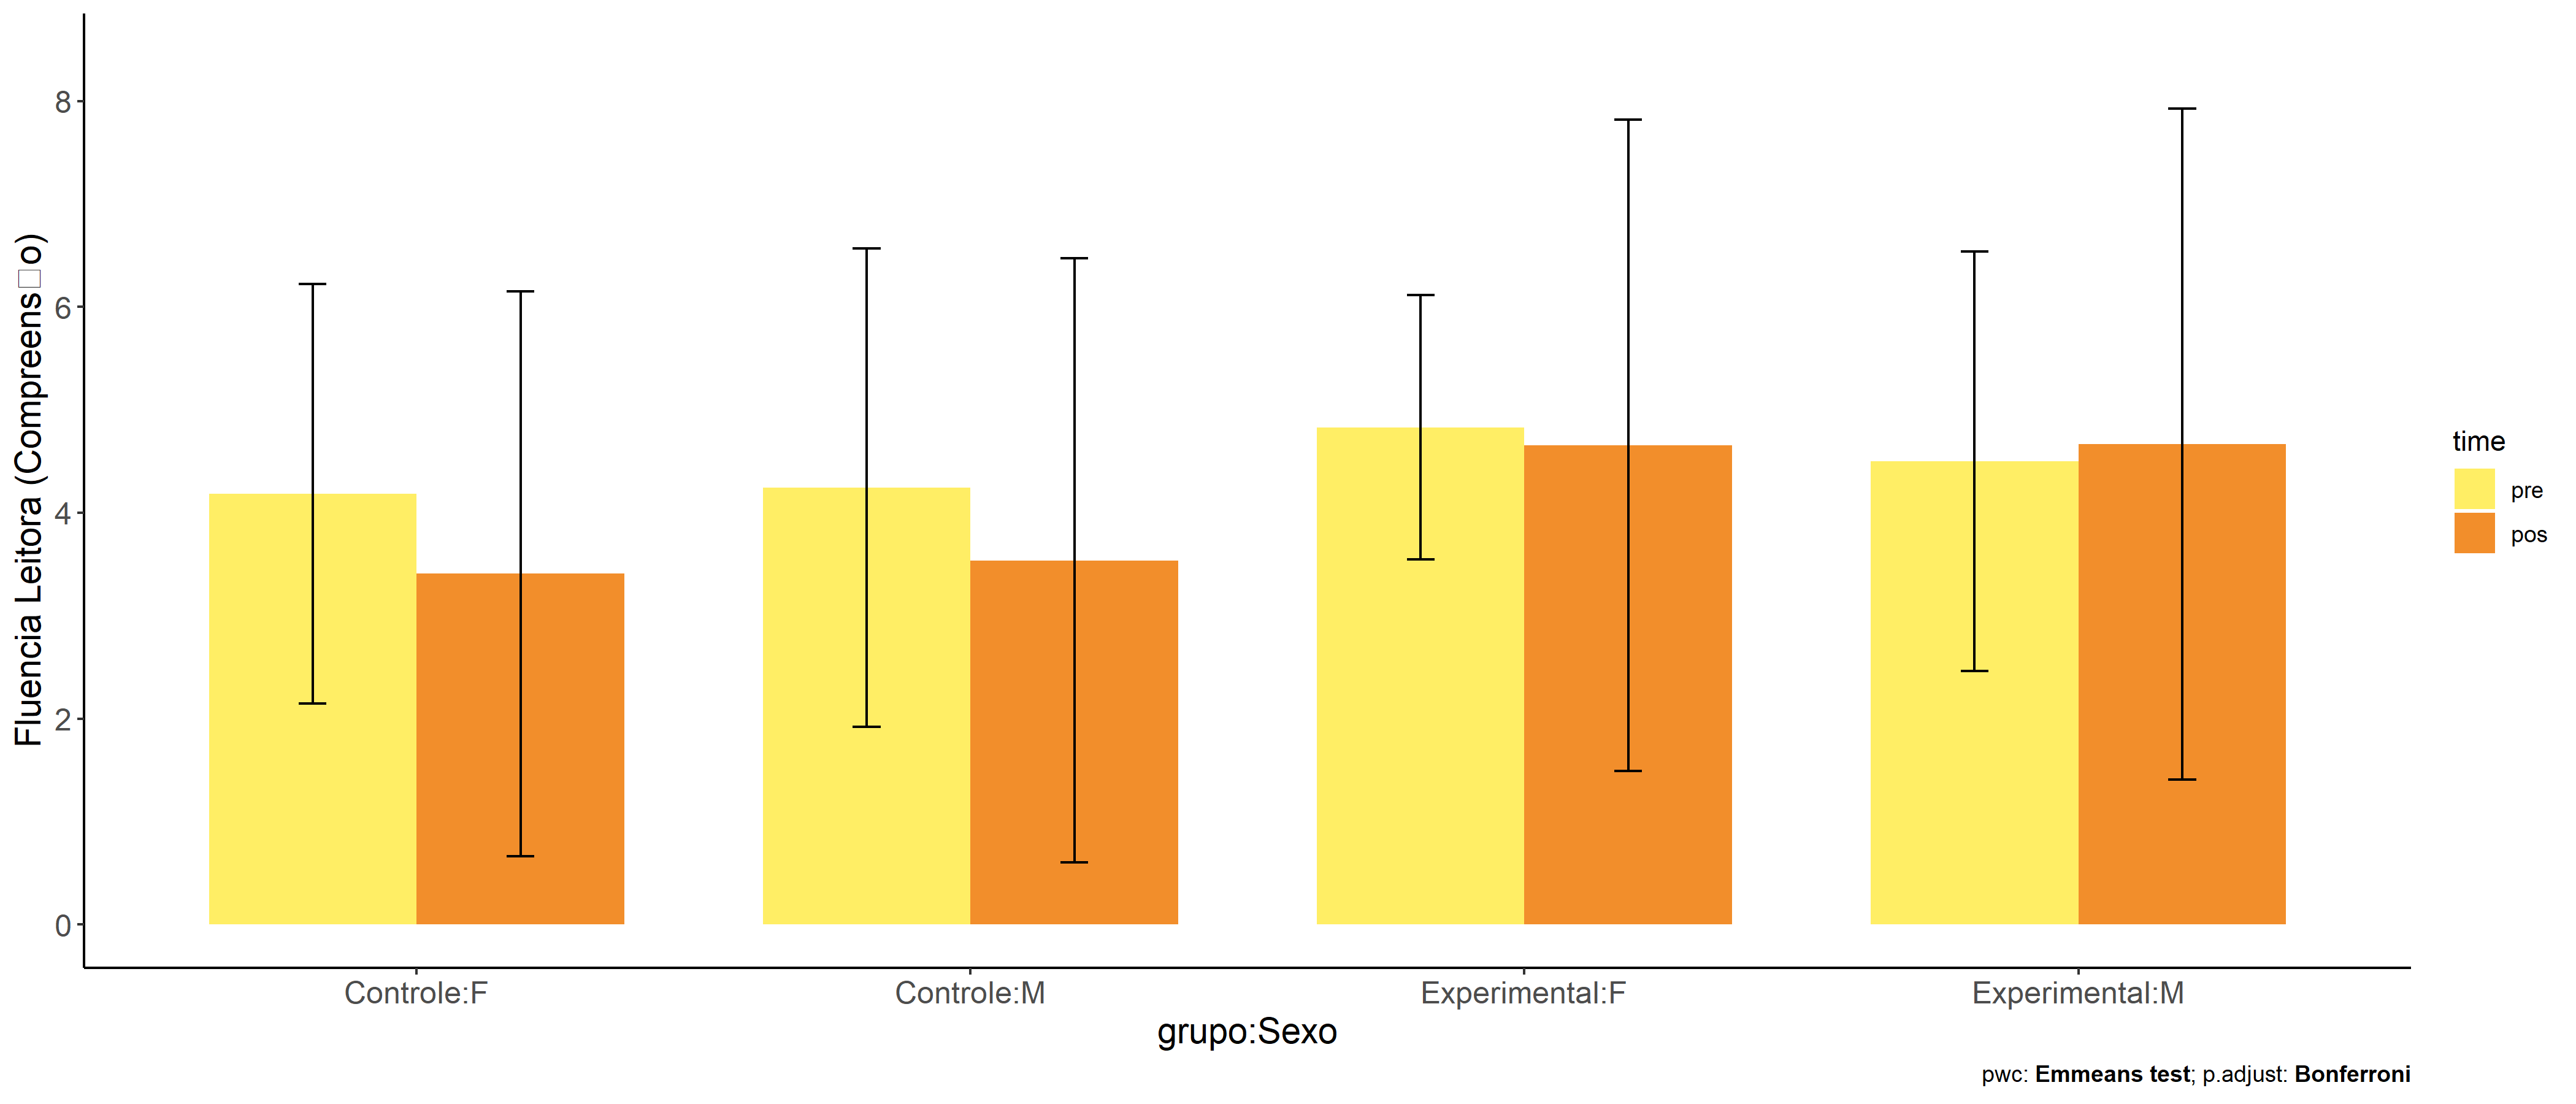 Fluencia Leitora (Compreens□o)
8
6
4
2
0
Controle:F
Controle:M
Experimental:F
Experimental:M
grupo:Sexo
time
pre
pos
pwc: Emmeans test; p.adjust: Bonferroni